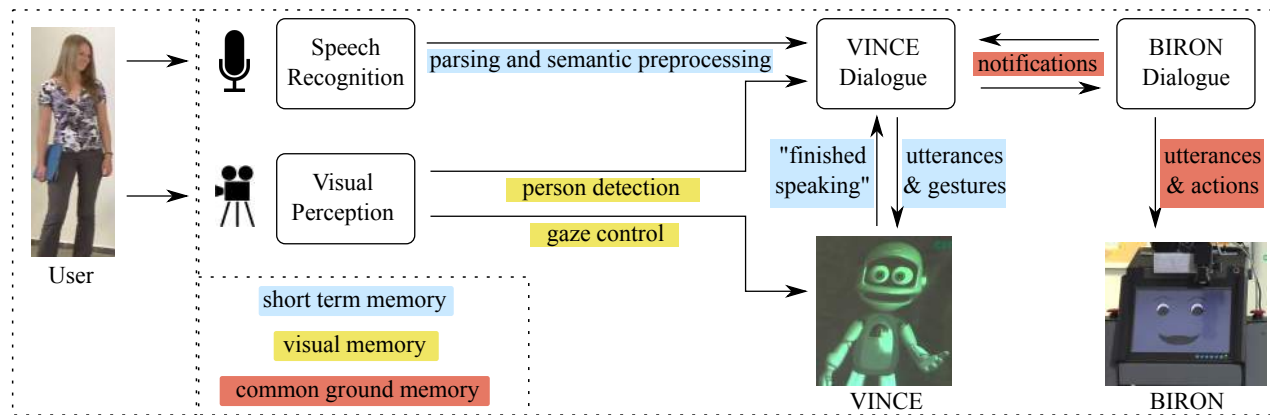 Speech
Recognition
parsing and semantic preprocessing
VINCE
Dialogue
notifications
BIRON
Dialogue
Visual
Perception
person detection
gaze control
"finished
speaking"
utterances
& gestures
utterances
& actions
User
short term memory
visual memory
common ground memory
VINCE
BIRON